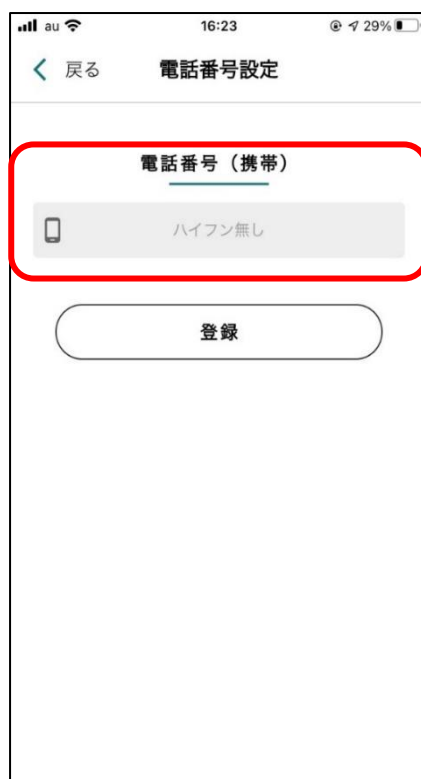 au 16:23 29%
戻る 電話番号設定
電話番号（携帯）
ハイフン無し
登録